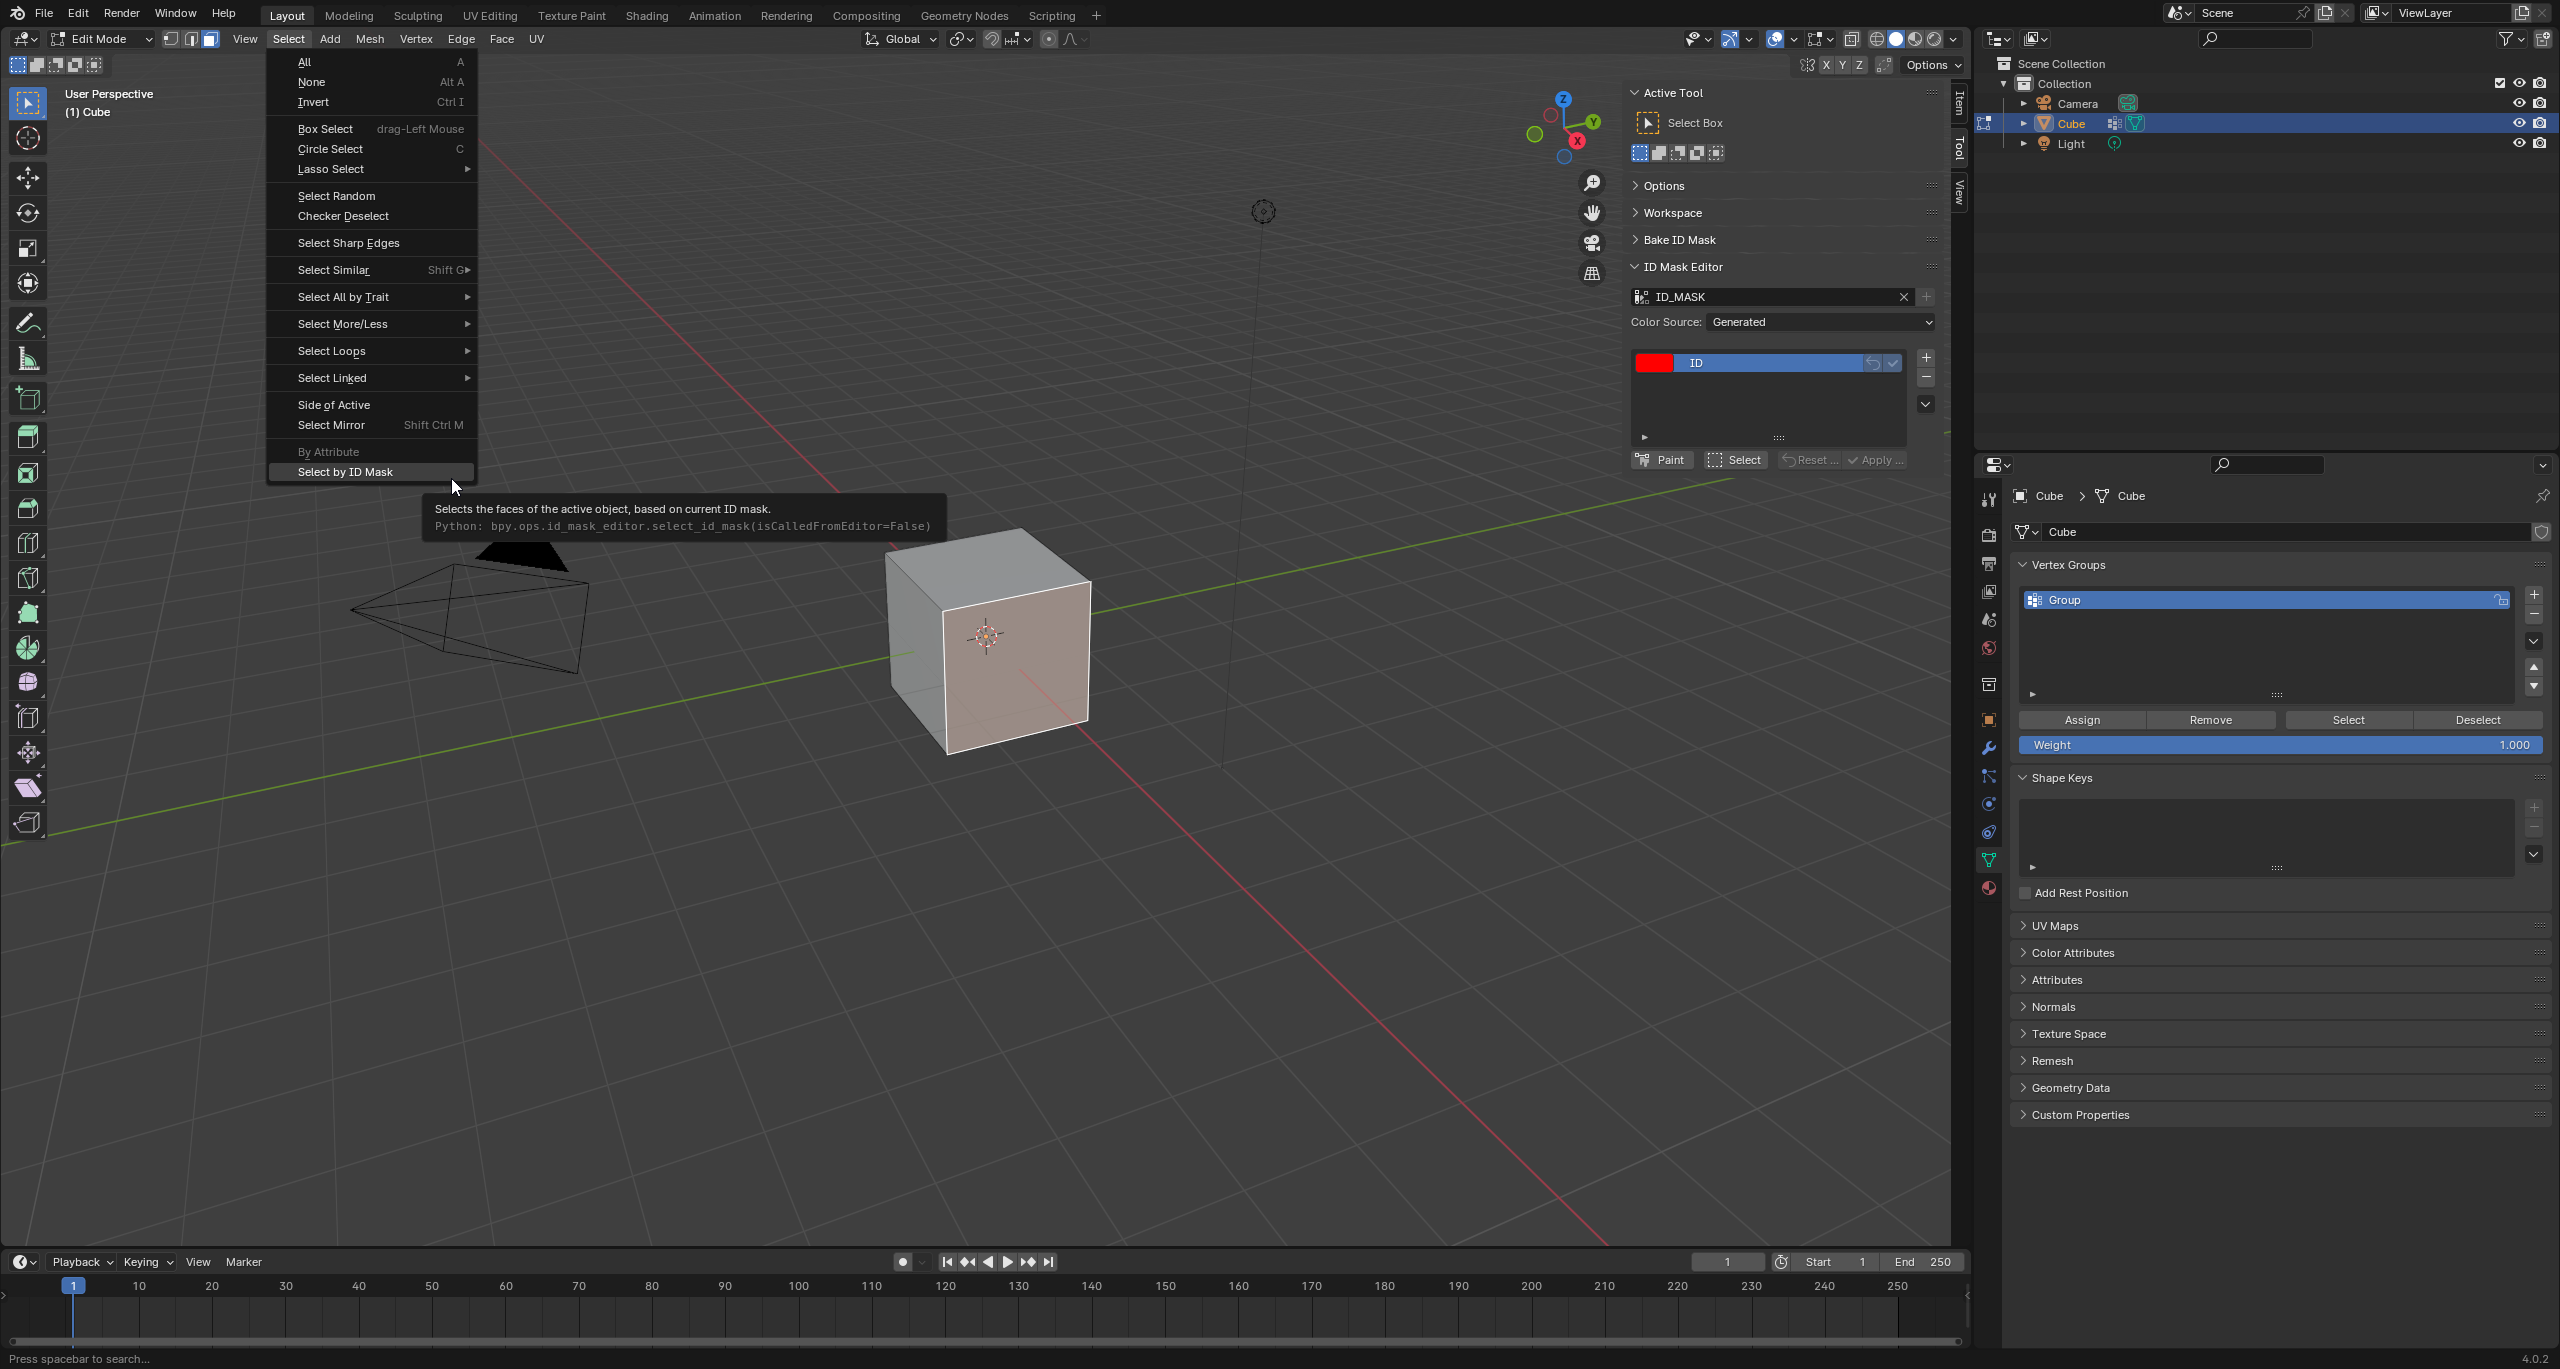 File Edit Render Window Help Layout Modeling Sculpting UV Editing Texture Paint Shading Animation Rendering Compositing Geometry Nodes Scripting + Scene ViewLayer
Edit Mode View Select Add Mesh Vertex Edge Face UV Global
X Y Z Options
User Perspective
(1) Cube
All A
None Alt A
Invert Ctrl I
Box Select drag-Left Mouse
Circle Select C
Lasso Select
Select Random
Checker Deselect
Select Sharp Edges
Select Similar Shift G
Select All by Trait
Select More/Less
Select Loops
Select Linked
Side of Active
Select Mirror Shift Ctrl M
By Attribute
Select by ID Mask
Selects the faces of the active object, based on current ID mask.
Python: bpy.ops.id_mask_editor.select_id_mask(isCalledFromEditor=False)
Z
Y
X
Active Tool
Select Box
Options
Workspace
Bake ID Mask
ID Mask Editor
ID_MASK
Color Source: Generated
ID
Paint Select Reset ... Apply ...
Item
Tool
View
Scene Collection
Collection
Camera
Cube
Light
Cube > Cube
Cube
Vertex Groups
Group
Assign Remove Select Deselect
Weight 1.000
Shape Keys
Add Rest Position
UV Maps
Color Attributes
Attributes
Normals
Texture Space
Remesh
Geometry Data
Custom Properties
Playback Keying View Marker 1 Start 1 End 250
1 10 20 30 40 50 60 70 80 90 100 110 120 130 140 150 160 170 180 190 200 210 220 230 240 250
Press spacebar to search... 4.0.2